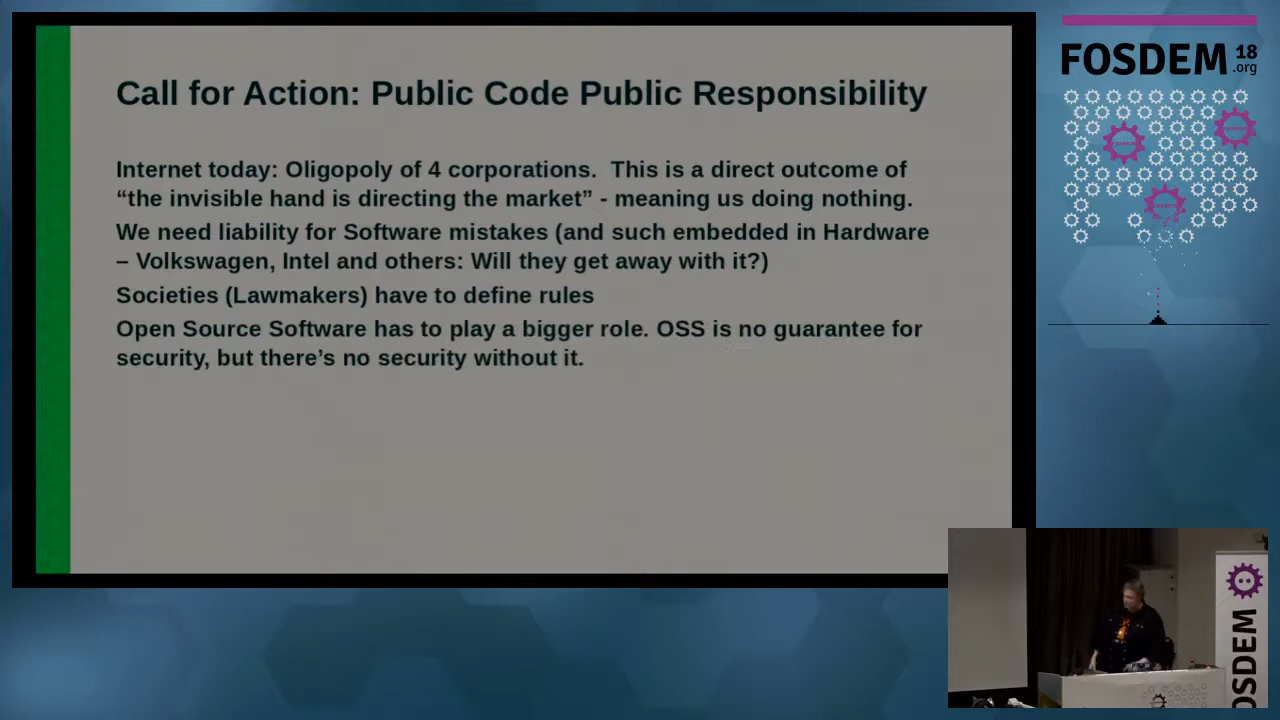 Call for Action: Public Code Public Responsibility
Internet today: Oligopoly of 4 corporations.  This is a direct outcome of
“the invisible hand is directing the market” - meaning us doing nothing.
We need liability for Software mistakes (and such embedded in Hardware
– Volkswagen, Intel and others: Will they get away with it?)
Societies (Lawmakers) have to define rules
Open Source Software has to play a bigger role. OSS is no guarantee for
security, but there’s no security without it.
FOSDEM 18
.org
OSDEM